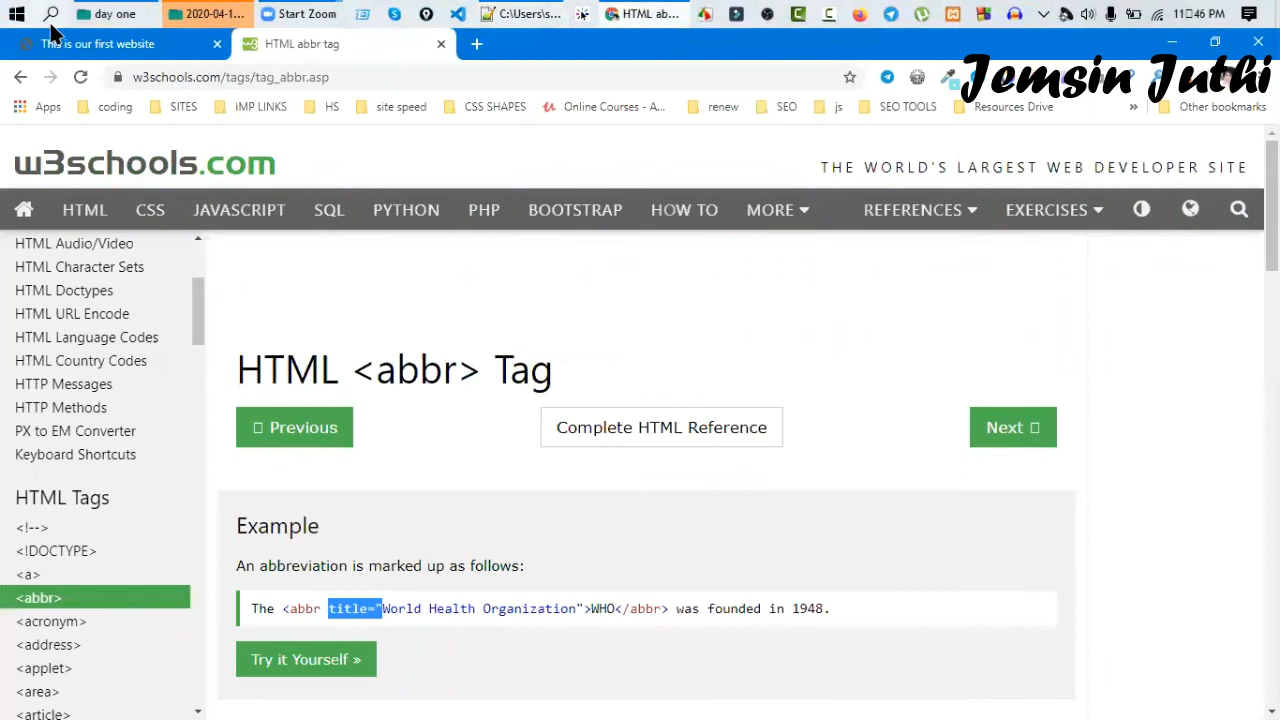 day one
2020-04-1...
Start Zoom
C:\Users\s...
HTML ab...
11 46 PM
This is our first website
HTML abbr tag
w3schools.com/tags/tag_abbr.asp
Jemsin Juthi
Apps
coding
SITES
IMP LINKS
HS
site speed
CSS SHAPES
Online Courses - A...
renew
SEO
js
SEO TOOLS
Resources Drive
»
Other bookmarks
w3schools.com
THE WORLD'S LARGEST WEB DEVELOPER SITE
HTML
CSS
JAVASCRIPT
SQL
PYTHON
PHP
BOOTSTRAP
HOW TO
MORE
REFERENCES
EXERCISES
HTML Audio/Video
HTML Character Sets
HTML Doctypes
HTML URL Encode
HTML Language Codes
HTML Country Codes
HTTP Messages
HTTP Methods
PX to EM Converter
Keyboard Shortcuts
HTML Tags
<!-->
<!DOCTYPE>
<a>
<abbr>
<acronym>
<address>
<applet>
<area>
<article>
HTML <abbr> Tag
Previous
Complete HTML Reference
Next
Example
An abbreviation is marked up as follows:
The <abbr title="World Health Organization">WHO</abbr> was founded in 1948.
Try it Yourself »